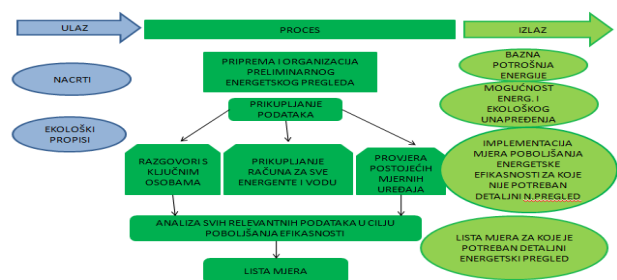 ULAZ
PROCES
IZLAZ
NACRTI
EKOLOŠKI
PROPISI
PRIPREMA I ORGANIZACIJA
PRELIMINARNOG
ENERGETSKOG PREGLEDA
PRIKUPLJANJE
PODATAKA
RAZGOVORI S
KLJUČNIM
OSOBAMA
PRIKUPLJANJE
RAČUNA ZA SVE
ENERGENTE I VODU
PROVJERA
POSTOJEĆIH
MJERNIH
UREĐAJA
ANALIZA SVIH RELEVANTNIH PODATAKA U CILJU
POBOLJŠANJA EFIKASNOSTI
LISTA MJERA
BAZNA
POTROŠNJA
ENERGIJE
MOGUĆNOST
ENERG. I
EKOLOŠKOG
UNAPREĐENJA
IMPLEMENTACIJA
MJERA POBOLJŠANJA
ENERGETSKE
EFIKASNOSTI ZA KOJE
NIJE POTREBAN
DETALJNI N.PREGLED
LISTA MJERA ZA KOJE JE
POTREBAN DETALJNI
ENERGETSKI PREGLED